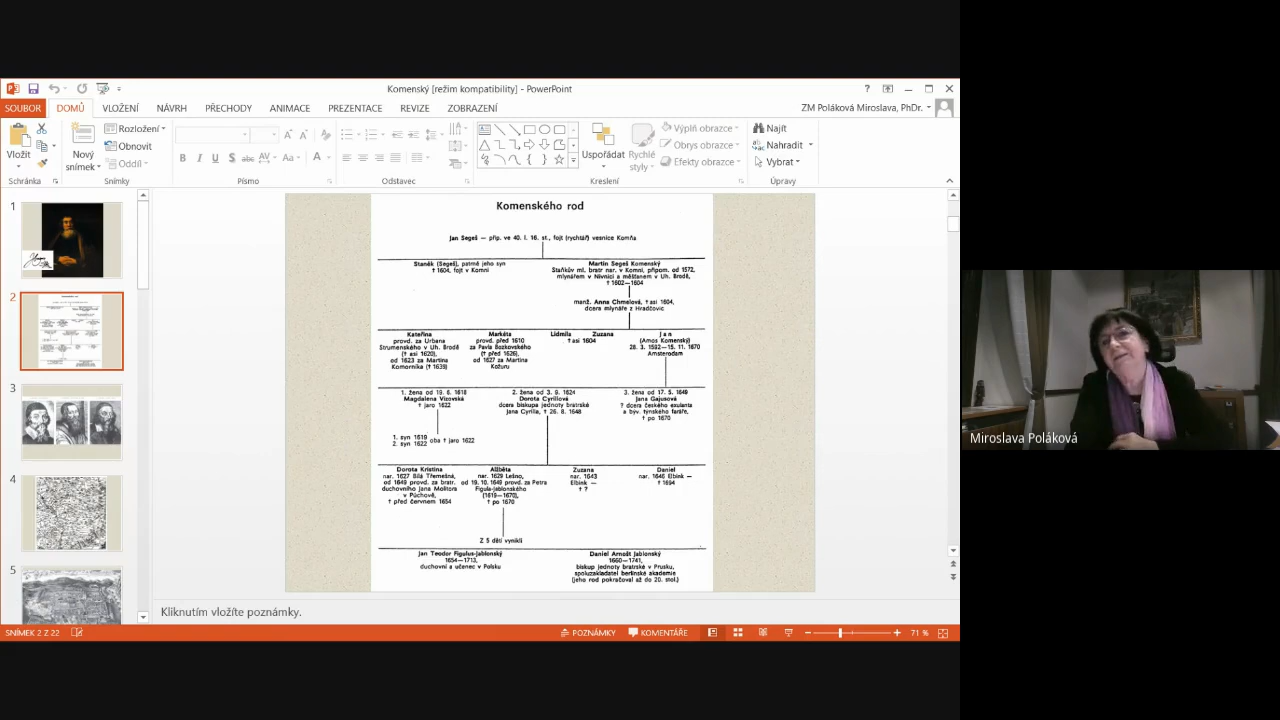 Komenský [režim kompatibility] - PowerPoint
?
SOUBOR DOMŮ VLOŽENÍ NÁVRH PŘECHODY ANIMACE PREZENTACE REVIZE ZOBRAZENÍ
ZM Poláková Miroslava, PhDr.
Vložit
Nový
snímek
Rozložení
Obnovit
Oddíl
B I U S abc AV Aa A
Uspořádat
Rychlé
styly
Výplň obrazce
Obrys obrazce
Efekty obrazce
Najít
Nahradit
Vybrat
Schránka Snímky Písmo Odstavec Kreslení Úpravy
1
2
3
4
5
Komenského rod
Jan Segeš — přip. ve 40. l. 16. st., fojt (rychtář) vesnice Komňa
Staněk (Segeš), patrně jeho syn
† 1604, fojt v Komni
Martin Segeš Komenský
Staňkův ml. bratr nar. v Komni, připom. od 1572,
mlynářem v Nivnici a měšťanem v Uh. Brodě,
† 1602—1604
manž. Anna Chmelová, † asi 1604,
dcera mlynáře z Hradčovic
Kateřina
provd. za Urbana
Strumenského v Uh. Brodě
(† asi 1620),
od 1623 za Martina
Komorníka († 1639)
Markéta
provd. před 1610
za Pavla Bozkovského
(† před 1626),
od 1627 za Martina
Kožuru
Lidmila Zuzana
† asi 1604
Jan
(Amos Komenský)
28. 3. 1592—15. 11. 1670
Amsterodam
1. žena od 19. 6. 1618
Magdalena Vizovská
† jaro 1622
2. žena od 3. 9. 1624
Dorota Cyrillová
dcera biskupa jednoty bratrské
Jana Cyrilla, † 26. 8. 1648
3. žena od 17. 5. 1649
Jana Gajusová
? dcera českého exulanta
a býv. týnského faráře,
† po 1670
1. syn 1619
2. syn 1622 oba † jaro 1622
Dorota Kristina
nar. 1627 Bílá Třemešná,
od 1649 provd. za bratr.
duchovního Jana Molitora
v Púchově,
† před červnem 1654
Alžběta
nar. 1629 Lešno,
od 19. 10. 1649 provd. za Petra
Figula-Jablonského
(1619—1670),
† po 1670
Zuzana
nar. 1643
Elbink —
† ?
Daniel
nar. 1646 Elbink —
† 1694
Z 5 dětí vynikli
Jan Teodor Figulus-Jablonský
1654—1713,
duchovní a učenec v Polsku
Daniel Arnošt Jablonský
1660—1741,
biskup jednoty bratrské v Prusku,
spoluzakladatel berlínské akademie
(jeho rod pokračoval až do 20. stol.)
Kliknutím vložíte poznámky.
SNÍMEK 2 Z 22
POZNÁMKY KOMENTÁŘE
71 %
Miroslava Poláková